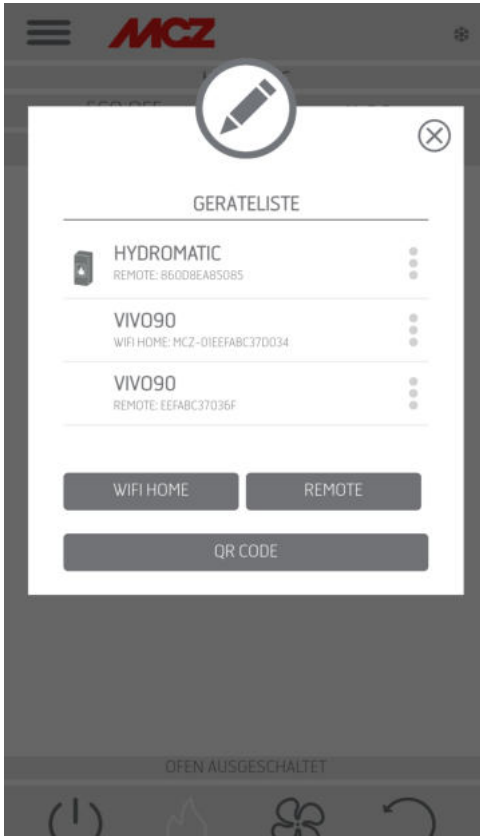 MCZ
GERATELISTE
HYDROMATIC
REMOTE: 860D8EA85085
VIVO90
WIFI HOME: MCZ-01EEFABC37D034
VIVO90
REMOTE: EEFABC37036F
WIFI HOME
REMOTE
QR CODE
OFEN AUSGESCHALTET